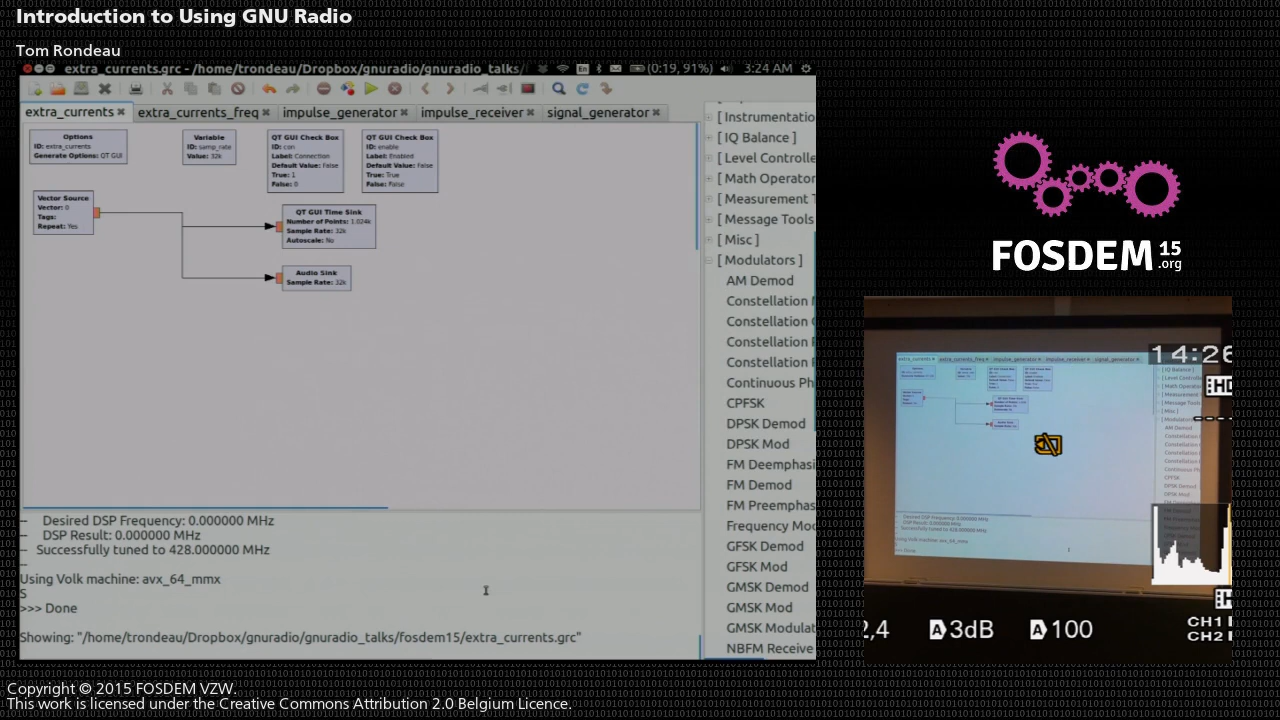 Introduction to Using GNU Radio
Tom Rondeau
extra_currents.grc - /home/trondeau/Dropbox/gnuradio/gnuradio_talks/
En
(0:19, 91%)
3:24 AM
extra_currents
extra_currents_freq
impulse_generator
impulse_receiver
signal_generator
Options
ID: extra_currents
Generate Options: QT GUI
Variable
ID: samp_rate
Value: 32k
QT GUI Check Box
ID: con
Label: Connection
Default Value: False
True: 1
False: 0
QT GUI Check Box
ID: enable
Label: Enabled
Default Value: False
True: True
False: False
Vector Source
Vector: 0
Tags:
Repeat: Yes
QT GUI Time Sink
Number of Points: 1.024k
Sample Rate: 32k
Autoscale: No
Audio Sink
Sample Rate: 32k
[ Instrumentatio
[ IQ Balance ]
[ Level Controlle
[ Math Operator
[ Measurement T
[ Message Tools
[ Misc ]
[ Modulators ]
AM Demod
Constellation
Constellation
Constellation
Constellation
Continuous Ph
CPFSK
DPSK Demod
DPSK Mod
FM Deemphasi
FM Demod
FM Preemphas
Frequency Mod
GFSK Demod
GFSK Mod
GMSK Demod
GMSK Mod
GMSK Modulat
NBFM Receive
-- Desired DSP Frequency: 0.000000 MHz
-- DSP Result: 0.000000 MHz
-- Successfully tuned to 428.000000 MHz
--
Using Volk machine: avx_64_mmx
S
>>> Done
Showing: "/home/trondeau/Dropbox/gnuradio/gnuradio_talks/fosdem15/extra_currents.grc"
FOSDEM 15
.org
14:26
HD
2,4
A 3dB
A 100
CH1
CH2
Copyright © 2015 FOSDEM VZW.
This work is licensed under the Creative Commons Attribution 2.0 Belgium Licence.